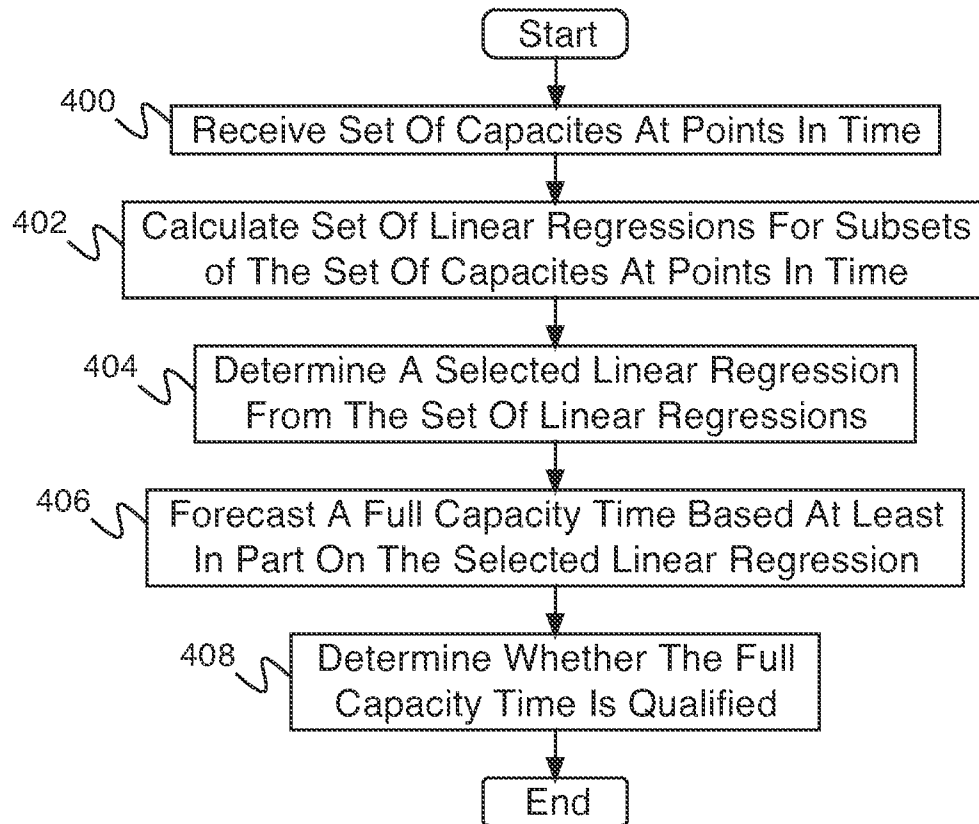 Start
400
Receive Set Of Capacites At Points In Time
402
Calculate Set Of Linear Regressions For Subsets
of The Set Of Capacites At Points In Time
404
Determine A Selected Linear Regression
From The Set Of Linear Regressions
406
Forecast A Full Capacity Time Based At Least
In Part On The Selected Linear Regression
408
Determine Whether The Full
Capacity Time Is Qualified
End